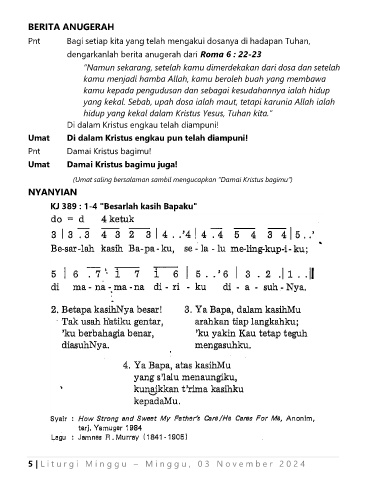 BERITA ANUGERAH
Pnt Bagi setiap kita yang telah mengakui dosanya di hadapan Tuhan,
dengarkanlah berita anugerah dari Roma 6 : 22-23
"Namun sekarang, setelah kamu dimerdekakan dari dosa dan setelah
kamu menjadi hamba Allah, kamu beroleh buah yang membawa
kamu kepada pengudusan dan sebagai kesudahannya ialah hidup
yang kekal. Sebab, upah dosa ialah maut, tetapi karunia Allah ialah
hidup yang kekal dalam Kristus Yesus, Tuhan kita."
Di dalam Kristus engkau telah diampuni!
Umat Di dalam Kristus engkau pun telah diampuni!
Pnt Damai Kristus bagimu!
Umat Damai Kristus bagimu juga!
(Umat saling bersalaman sambil mengucapkan "Damai Kristus bagimu")
NYANYIAN
KJ 389 : 1-4 "Besarlah kasih Bapaku"
do = d 4 ketuk
3 | 3 . 3 4 3 2 3 | 4 . . ' 4 | 4 . 4 5 4 3 4 | 5 . . '
Be-sar-lah kasih Ba-pa - ku, se - la - lu me-ling-kup-i - ku;
5 | 6 . 7 ' 1 7 1 6 | 5 . . ' 6 | 3 . 2 . | 1 . . ||
di ma - na - ma - na di - ri - ku di - a - suh - Nya.
2. Betapa kasihNya besar!
Tak usah hatiku gentar,
'ku berbahagia benar,
diasuhNya.
3. Ya Bapa, dalam kasihMu
arahkan tiap langkahku;
'ku yakin Kau tetap teguh
mengasuhku.
4. Ya Bapa, atas kasihMu
yang s'lalu menaungiku,
kunaikkan t'rima kasihku
kepadaMu.
Syair : How Strong and Sweet My Father's Care/He Cares For Me, Anonim,
terj. Yamuger 1984
Lagu : Jamnes R. Murray (1841-1905)
5 | Liturgi Minggu – Minggu, 03 November 2024